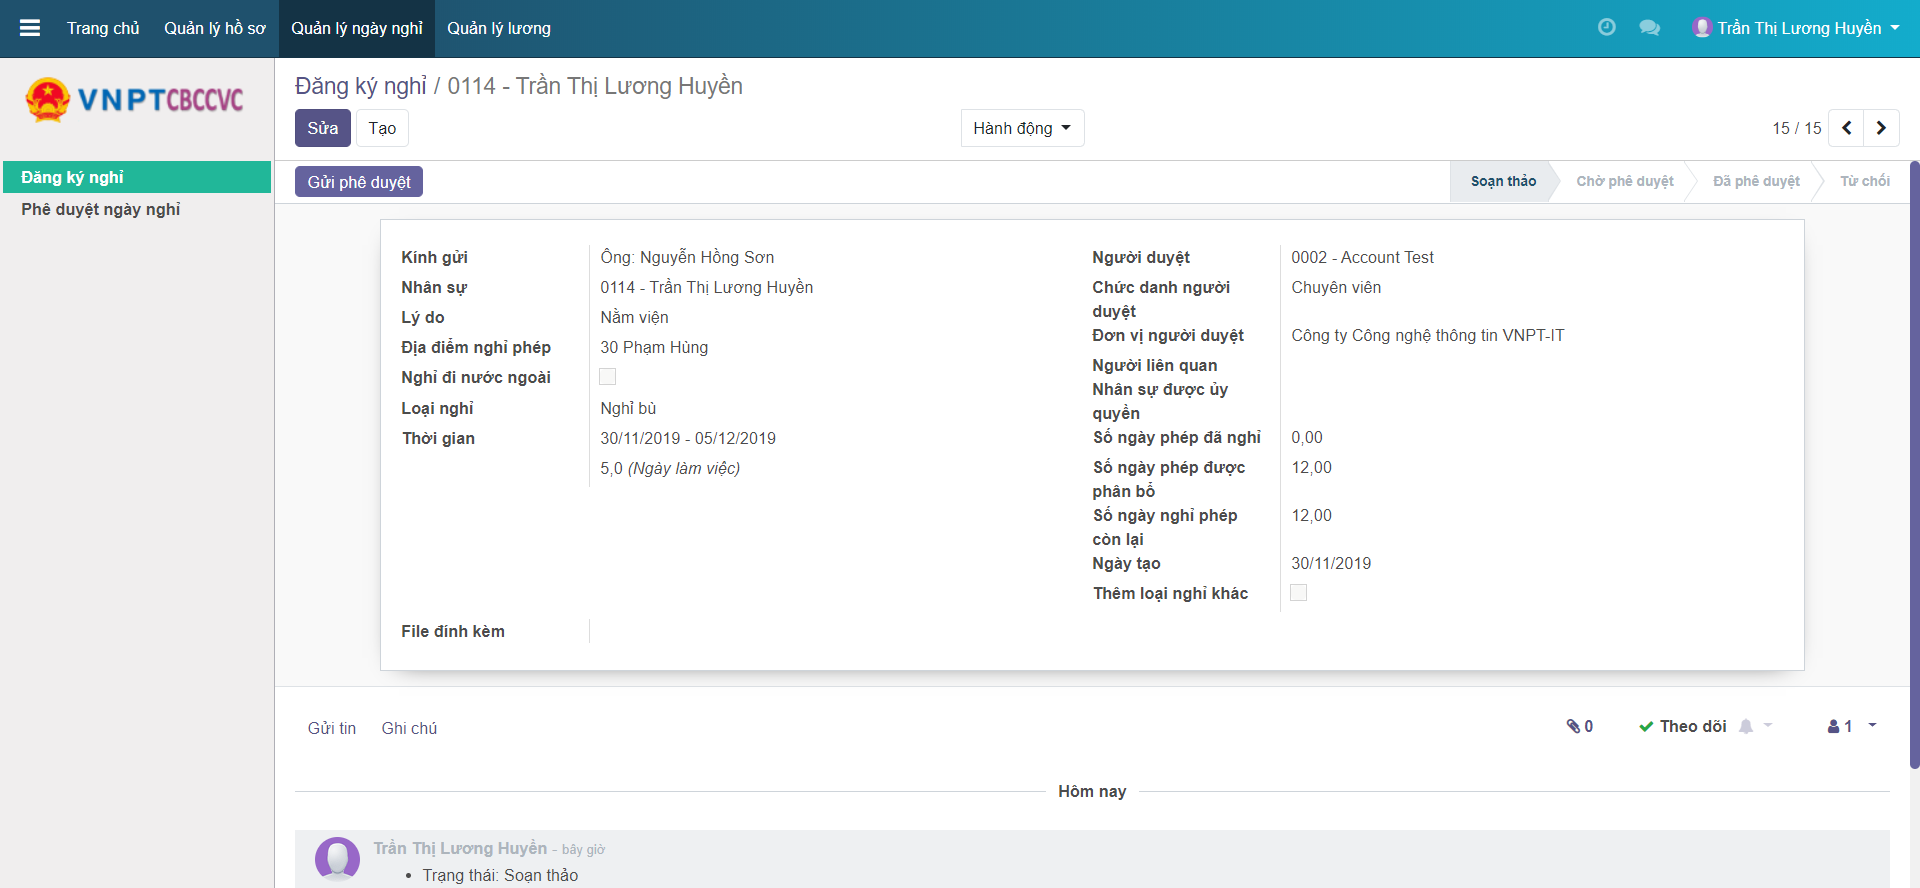 Trang chủ Quản lý hồ sơ Quản lý ngày nghỉ Quản lý lương Trần Thị Lương Huyền
VNPTCBCCVC
Đăng ký nghỉ
Phê duyệt ngày nghỉ
Đăng ký nghỉ / 0114 - Trần Thị Lương Huyền
Sửa Tạo Hành động 15 / 15
Gửi phê duyệt Soạn thảo Chờ phê duyệt Đã phê duyệt Từ chối
Kính gửi Ông: Nguyễn Hồng Sơn
Nhân sự 0114 - Trần Thị Lương Huyền
Lý do Nằm viện
Địa điểm nghỉ phép 30 Phạm Hùng
Nghỉ đi nước ngoài
Loại nghỉ Nghỉ bù
Thời gian 30/11/2019 - 05/12/2019
5,0 (Ngày làm việc)
Người duyệt 0002 - Account Test
Chức danh người Chuyên viên
duyệt
Đơn vị người duyệt Công ty Công nghệ thông tin VNPT-IT
Người liên quan
Nhân sự được ủy
quyền
Số ngày phép đã nghỉ 0,00
Số ngày phép được 12,00
phân bổ
Số ngày nghỉ phép 12,00
còn lại
Ngày tạo 30/11/2019
Thêm loại nghỉ khác
File đính kèm
Gửi tin Ghi chú 0 Theo dõi 1
Hôm nay
Trần Thị Lương Huyền - bây giờ
• Trạng thái: Soạn thảo